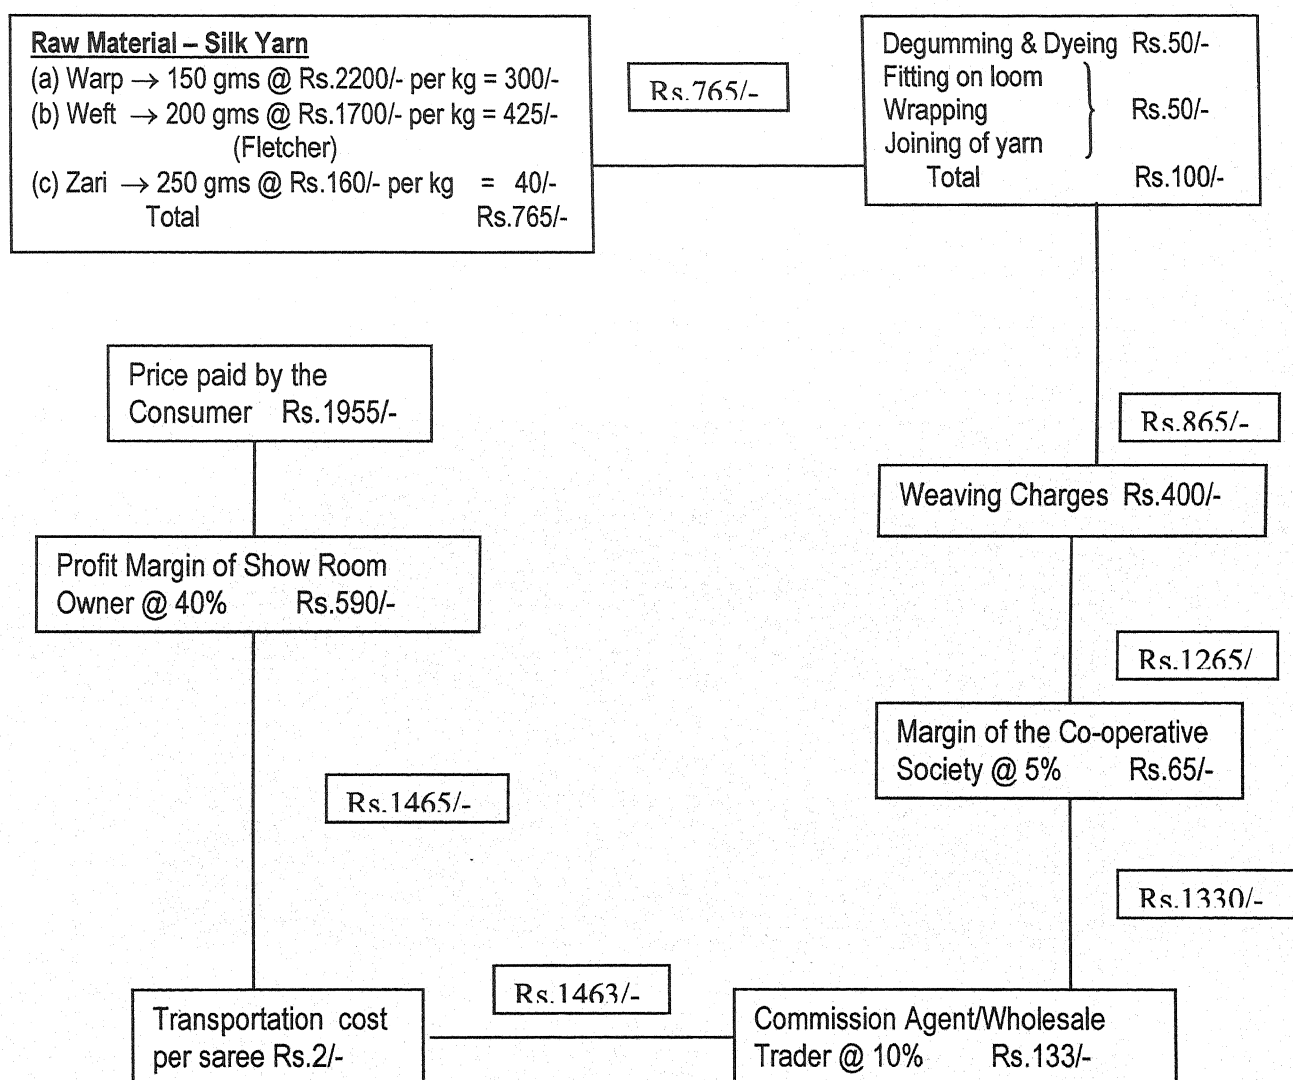 Raw Material – Silk Yarn
(a) Warp → 150 gms @ Rs.2200/- per kg = 300/-
(b) Weft → 200 gms @ Rs.1700/- per kg = 425/-
(Fletcher)
(c) Zari → 250 gms @ Rs.160/- per kg = 40/-
Total Rs.765/-
Rs.765/-
Degumming & Dyeing Rs.50/-
Fitting on loom
Wrapping Rs.50/-
Joining of yarn
Total Rs.100/-
Rs.865/-
Weaving Charges Rs.400/-
Rs.1265/
Margin of the Co-operative
Society @ 5% Rs.65/-
Rs.1330/-
Commission Agent/Wholesale
Trader @ 10% Rs.133/-
Rs.1463/-
Transportation cost
per saree Rs.2/-
Rs.1465/-
Profit Margin of Show Room
Owner @ 40% Rs.590/-
Price paid by the
Consumer Rs.1955/-